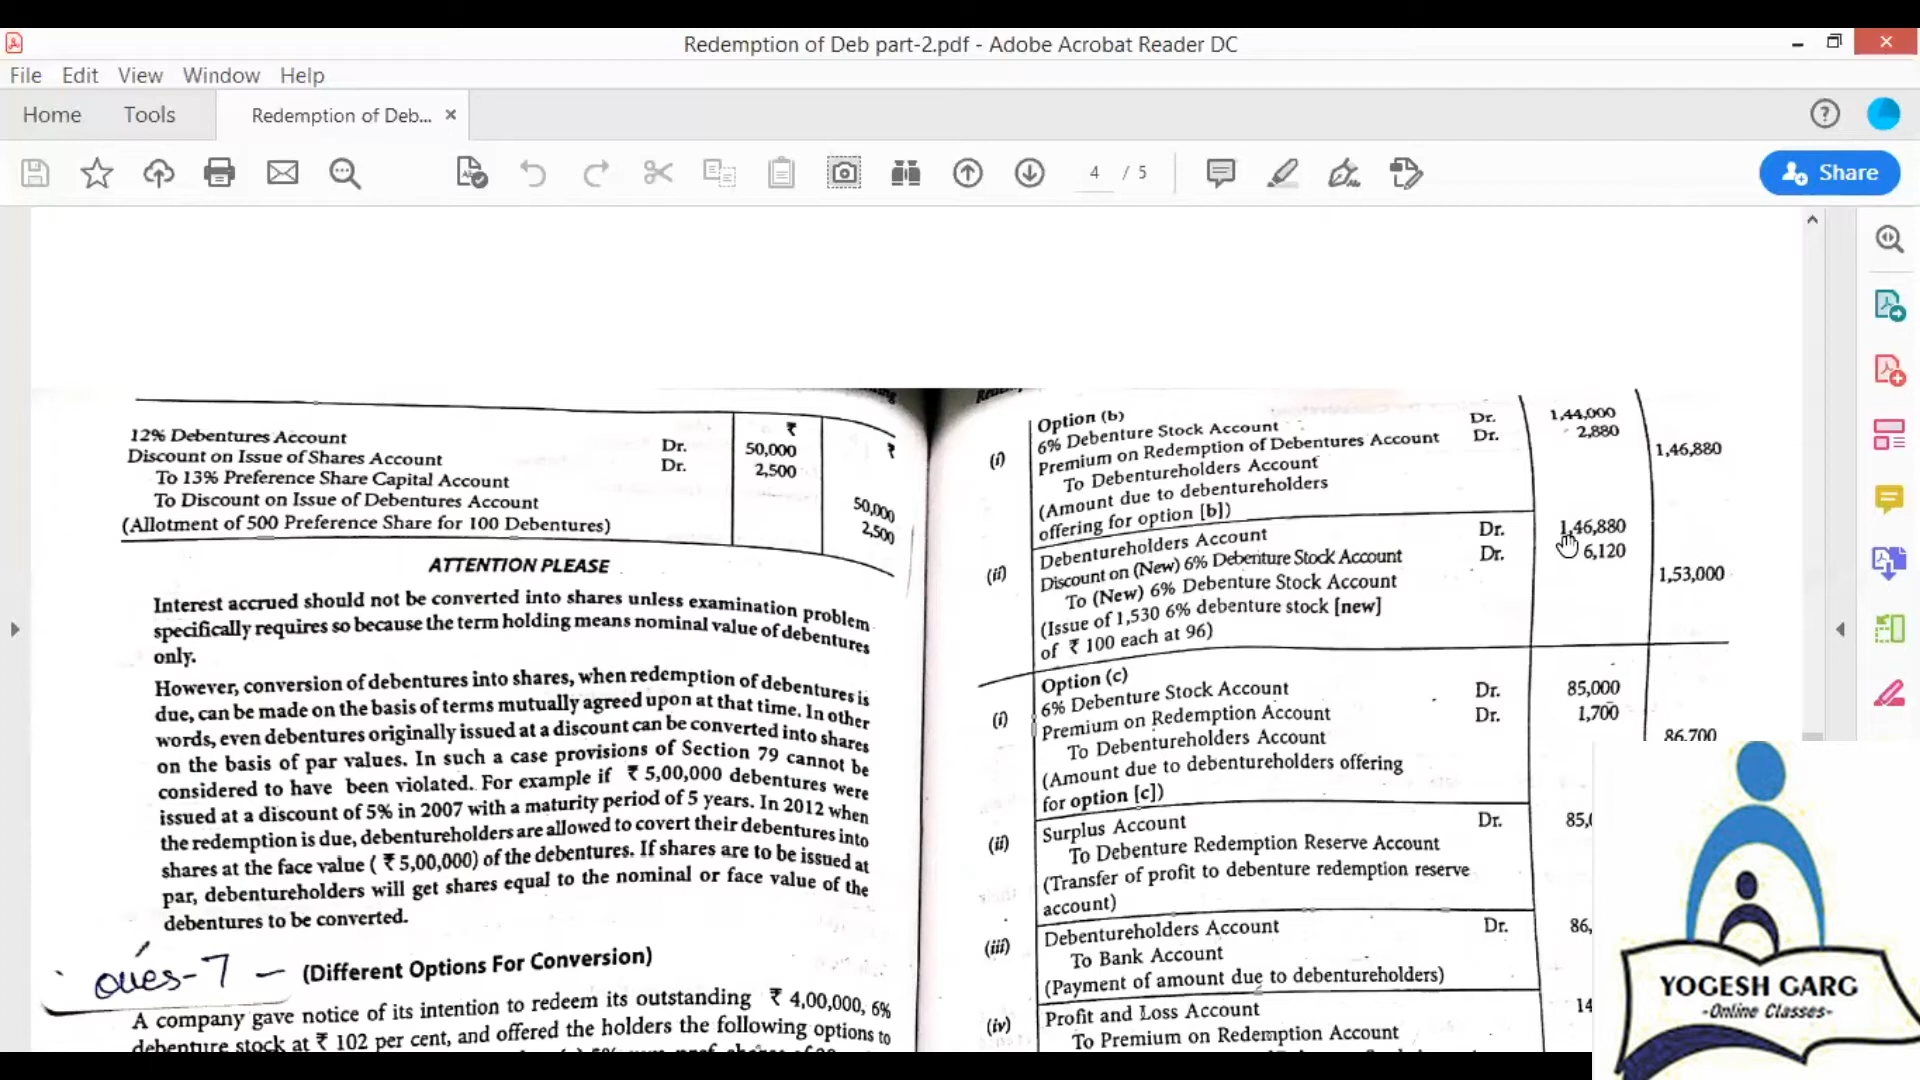 Redemption of Deb part-2.pdf - Adobe Acrobat Reader DC
File Edit View Window Help
Home Tools Redemption of Deb... ×
4 / 5
Share
₹ ₹
12% Debentures Account Dr. 50,000
Discount on Issue of Shares Account Dr. 2,500
To 13% Preference Share Capital Account 50,000
To Discount on Issue of Debentures Account 2,500
(Allotment of 500 Preference Share for 100 Debentures)
ATTENTION PLEASE
Interest accrued should not be converted into shares unless examination problem
specifically requires so because the term holding means nominal value of debentures
only.
However, conversion of debentures into shares, when redemption of debentures is
due, can be made on the basis of terms mutually agreed upon at that time. In other
words, even debentures originally issued at a discount can be converted into shares
on the basis of par values. In such a case provisions of Section 79 cannot be
considered to have been violated. For example if ₹ 5,00,000 debentures were
issued at a discount of 5% in 2007 with a maturity period of 5 years. In 2012 when
the redemption is due, debentureholders are allowed to covert their debentures into
shares at the face value ( ₹ 5,00,000) of the debentures. If shares are to be issued at
par, debentureholders will get shares equal to the nominal or face value of the
debentures to be converted.
Ques-7 - (Different Options For Conversion)
A company gave notice of its intention to redeem its outstanding ₹ 4,00,000, 6%
debenture stock at ₹ 102 per cent, and offered the holders the following options to
Option (b)
(i) 6% Debenture Stock Account Dr. 1,44,000
Premium on Redemption of Debentures Account Dr. 2,880
To Debentureholders Account 1,46,880
(Amount due to debentureholders
offering for option [b])
(ii) Debentureholders Account Dr. 1,46,880
Discount on (New) 6% Debenture Stock Account Dr. 6,120
To (New) 6% Debenture Stock Account 1,53,000
(Issue of 1,530 6% debenture stock [new]
of ₹ 100 each at 96)
Option (c)
(i) 6% Debenture Stock Account Dr. 85,000
Premium on Redemption Account Dr. 1,700
To Debentureholders Account 86,700
(Amount due to debentureholders offering
for option [c])
(ii) Surplus Account Dr. 85,
To Debenture Redemption Reserve Account
(Transfer of profit to debenture redemption reserve
account)
(iii) Debentureholders Account Dr. 86,
To Bank Account
(Payment of amount due to debentureholders)
(iv) Profit and Loss Account 14
To Premium on Redemption Account
YOGESH GARG
-Online Classes-